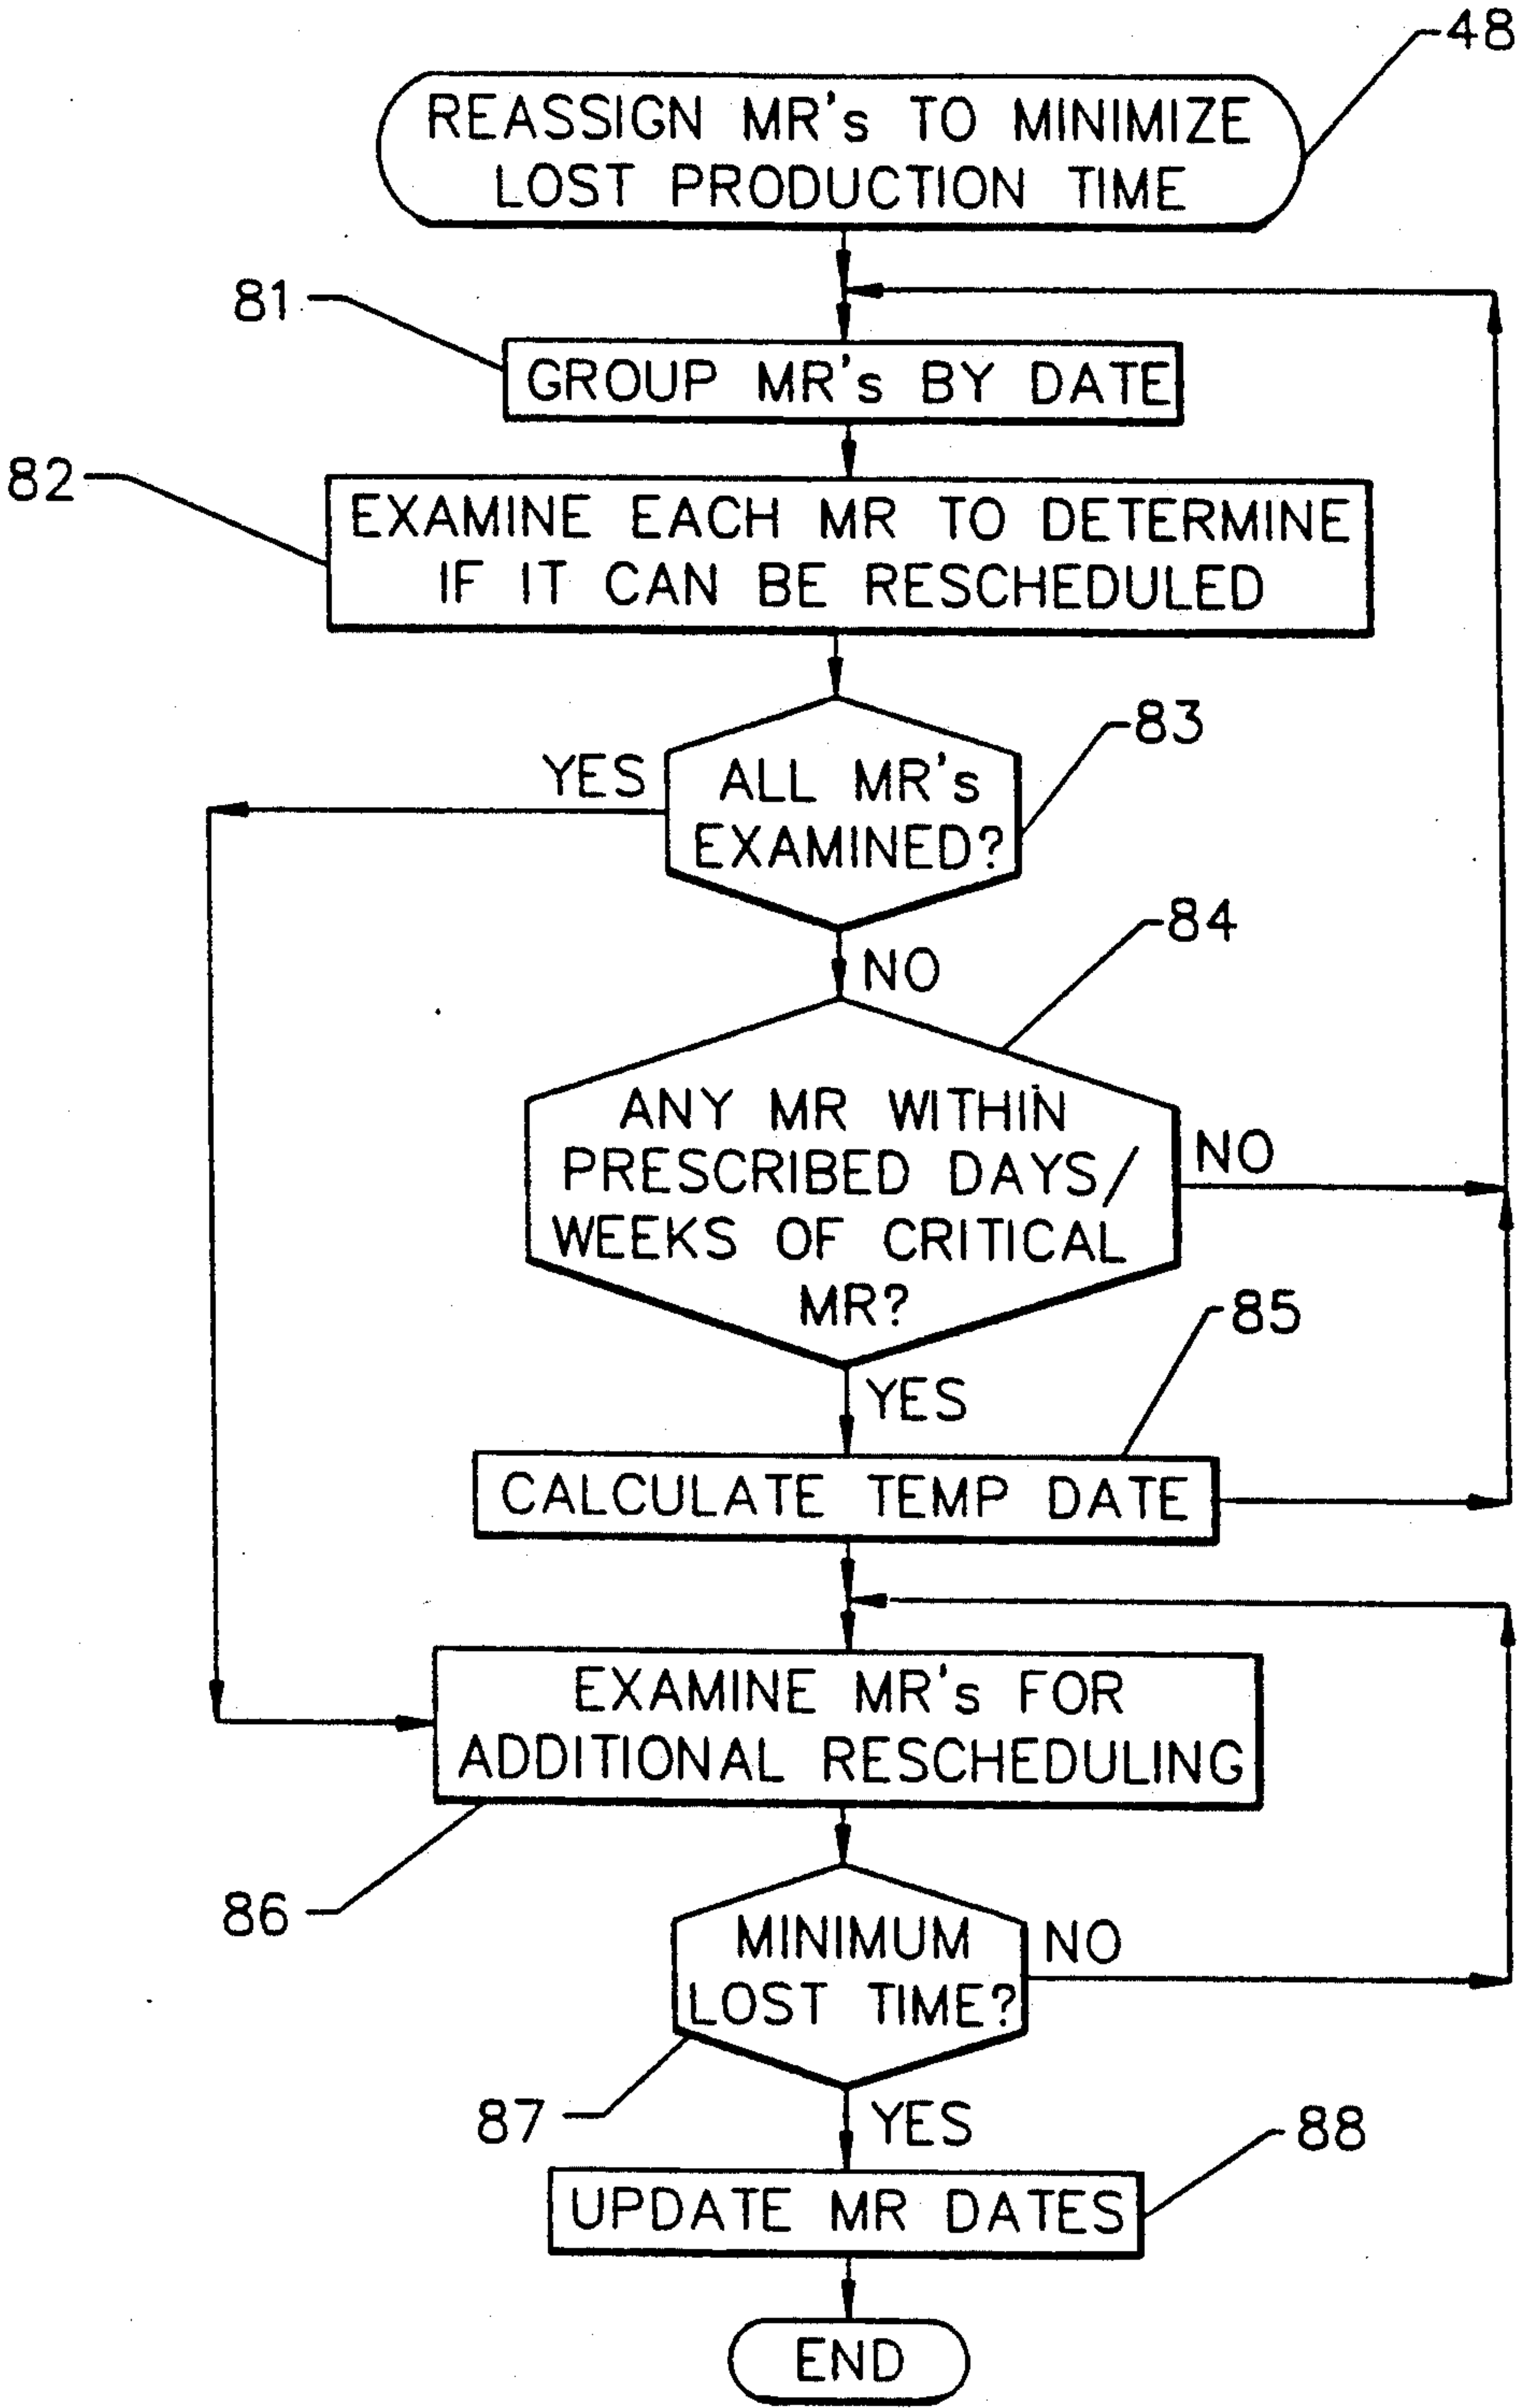 48
REASSIGN MR's TO MINIMIZE
LOST PRODUCTION TIME
81
GROUP MR's BY DATE
82
EXAMINE EACH MR TO DETERMINE
IF IT CAN BE RESCHEDULED
83
YES
ALL MR's
EXAMINED?
84
NO
ANY MR WITHIN
PRESCRIBED DAYS/
WEEKS OF CRITICAL
MR?
NO
85
YES
CALCULATE TEMP DATE
EXAMINE MR's FOR
ADDITIONAL RESCHEDULING
86
MINIMUM
LOST TIME?
NO
87
YES
88
UPDATE MR DATES
END